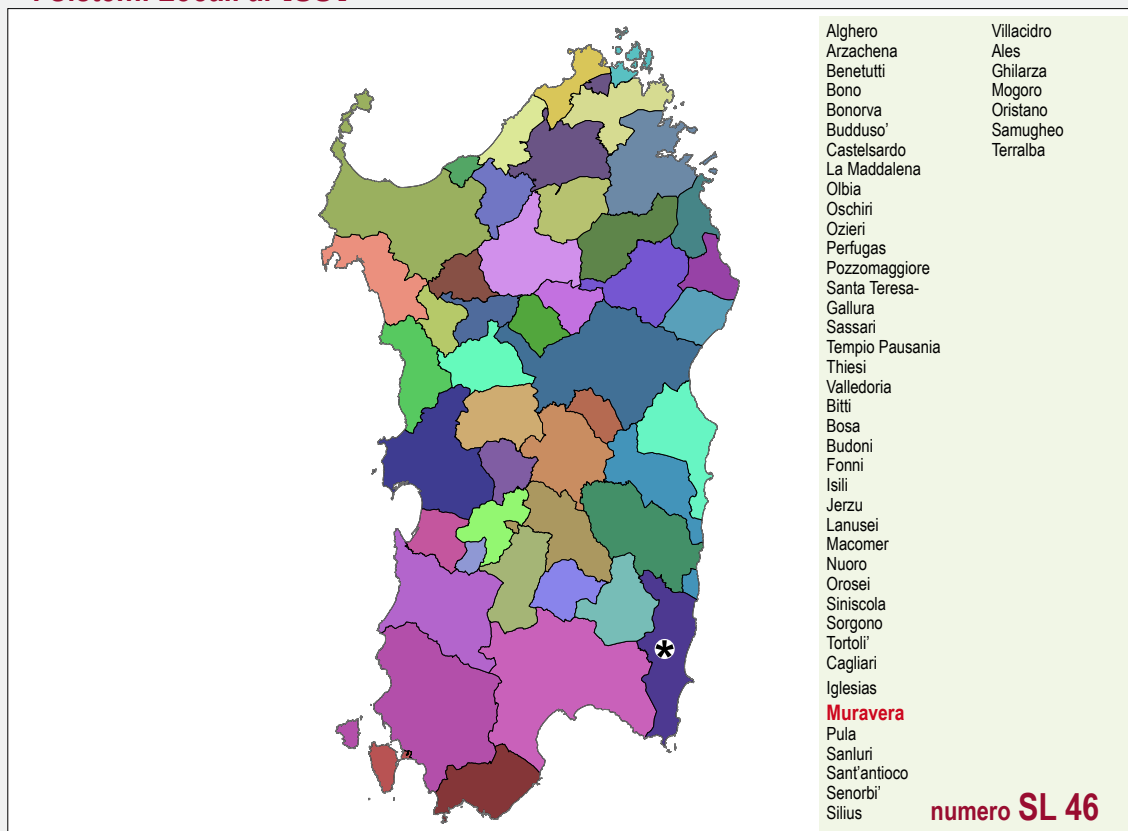 Alghero
Arzachena
Benetutti
Bono
Bonorva
Budduso'
Castelsardo
La Maddalena
Olbia
Oschiri
Ozieri
Perfugas
Pozzomaggiore
Santa Teresa-
Gallura
Sassari
Tempio Pausania
Thiesi
Valledoria
Bitti
Bosa
Budoni
Fonni
Isili
Jerzu
Lanusei
Macomer
Nuoro
Orosei
Siniscola
Sorgono
Tortoli'
Cagliari
Iglesias
Muravera
Pula
Sanluri
Sant'antioco
Senorbi'
Silius
Villacidro
Ales
Ghilarza
Mogoro
Oristano
Samugheo
Terralba
*
numero SL 46